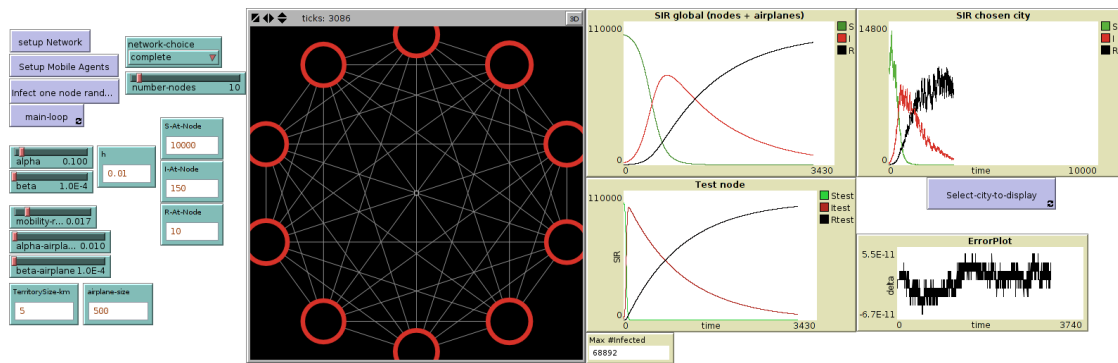 setup Network
Setup Mobile Agents
Infect one node rand...
main-loop
network-choice
complete
number-nodes 10
alpha 0.100
beta 1.0E-4
h
0.01
S-At-Node
10000
I-At-Node
150
R-At-Node
10
mobility-r... 0.017
alpha-airpla... 0.010
beta-airplane 1.0E-4
TerritorySize-km
5
airplane-size
500
ticks: 3086
3D
SIR global (nodes + airplanes)
110000
0
0
time
3430
S
I
R
SIR chosen city
14800
0
0
time
10000
S
I
R
Test node
110000
SIR
0
0
time
3430
Stest
Itest
Rtest
Max #Infected
68892
Select-city-to-display
ErrorPlot
5.5E-11
delta
-6.7E-11
0
time
3740